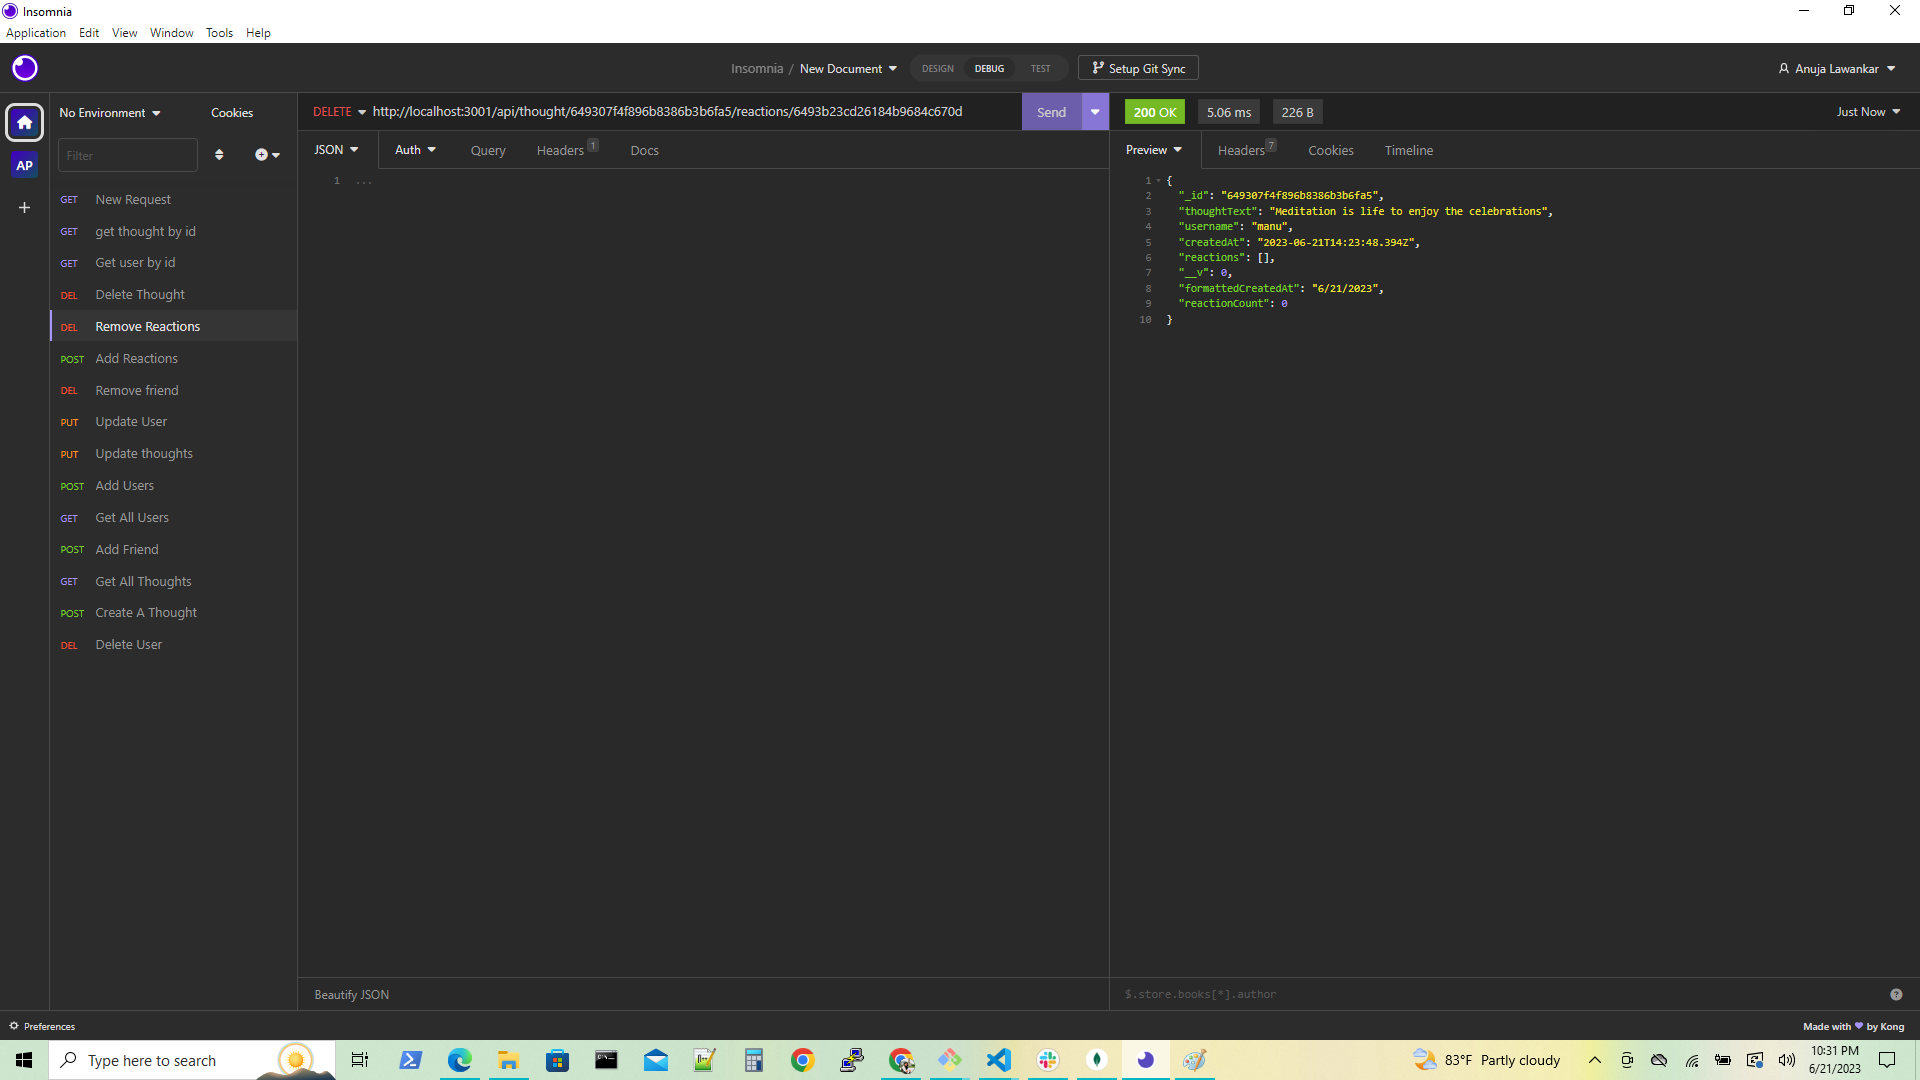 Insomnia
Application Edit View Window Tools Help
Insomnia / New Document DESIGN DEBUG TEST Setup Git Sync Anuja Lawankar
No Environment Cookies
DELETE http://localhost:3001/api/thought/649307f4f896b8386b3b6fa5/reactions/6493b23cd26184b9684c670d Send
200 OK 5.06 ms 226 B Just Now
Filter
AP
JSON Auth Query Headers 1 Docs
Preview Headers 7 Cookies Timeline
GET New Request
GET get thought by id
GET Get user by id
DEL Delete Thought
DEL Remove Reactions
POST Add Reactions
DEL Remove friend
PUT Update User
PUT Update thoughts
POST Add Users
GET Get All Users
POST Add Friend
GET Get All Thoughts
POST Create A Thought
DEL Delete User
1 ...
1 {
2 "_id": "649307f4f896b8386b3b6fa5",
3 "thoughtText": "Meditation is life to enjoy the celebrations",
4 "username": "manu",
5 "createdAt": "2023-06-21T14:23:48.394Z",
6 "reactions": [],
7 "__v": 0,
8 "formattedCreatedAt": "6/21/2023",
9 "reactionCount": 0
10 }
Beautify JSON
$.store.books[*].author
Preferences
Made with by Kong
Type here to search
83°F Partly cloudy
10:31 PM
6/21/2023